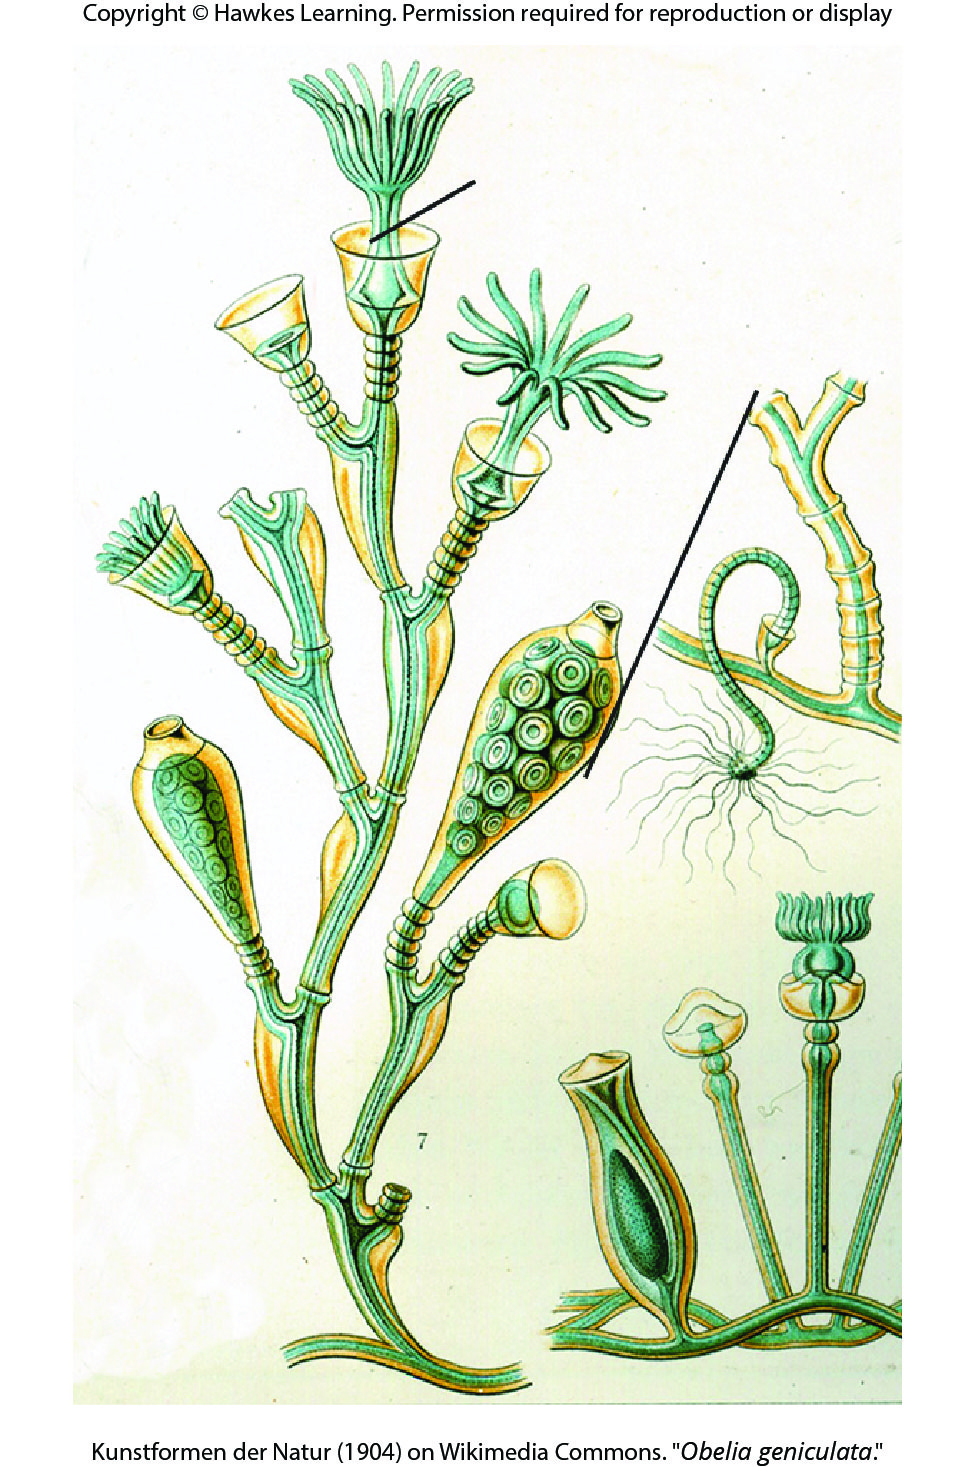 Copyright © Hawkes Learning. Permission required for reproduction or display
7
Kunstformen der Natur (1904) on Wikimedia Commons. "Obelia geniculata."